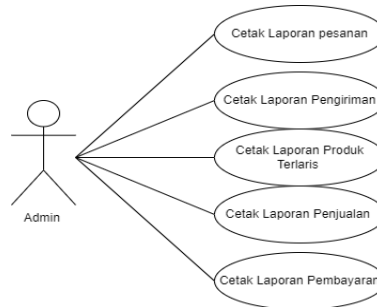 Cetak Laporan pesanan
Cetak Laporan Pengiriman
Cetak Laporan Produk
Terlaris
Admin
Cetak Laporan Penjualan
Cetak Laporan Pembayaran